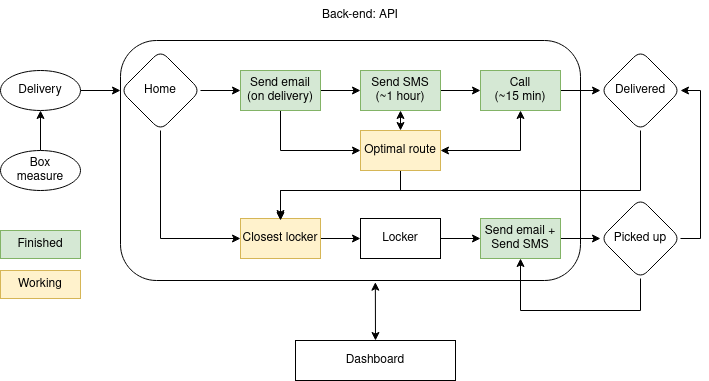 Back-end: API
Delivery
Home
Send email
(on delivery)
Send SMS
(~1 hour)
Call
(~15 min)
Delivered
Box
measure
Optimal route
Finished
Closest locker
Locker
Send email +
Send SMS
Picked up
Working
Dashboard